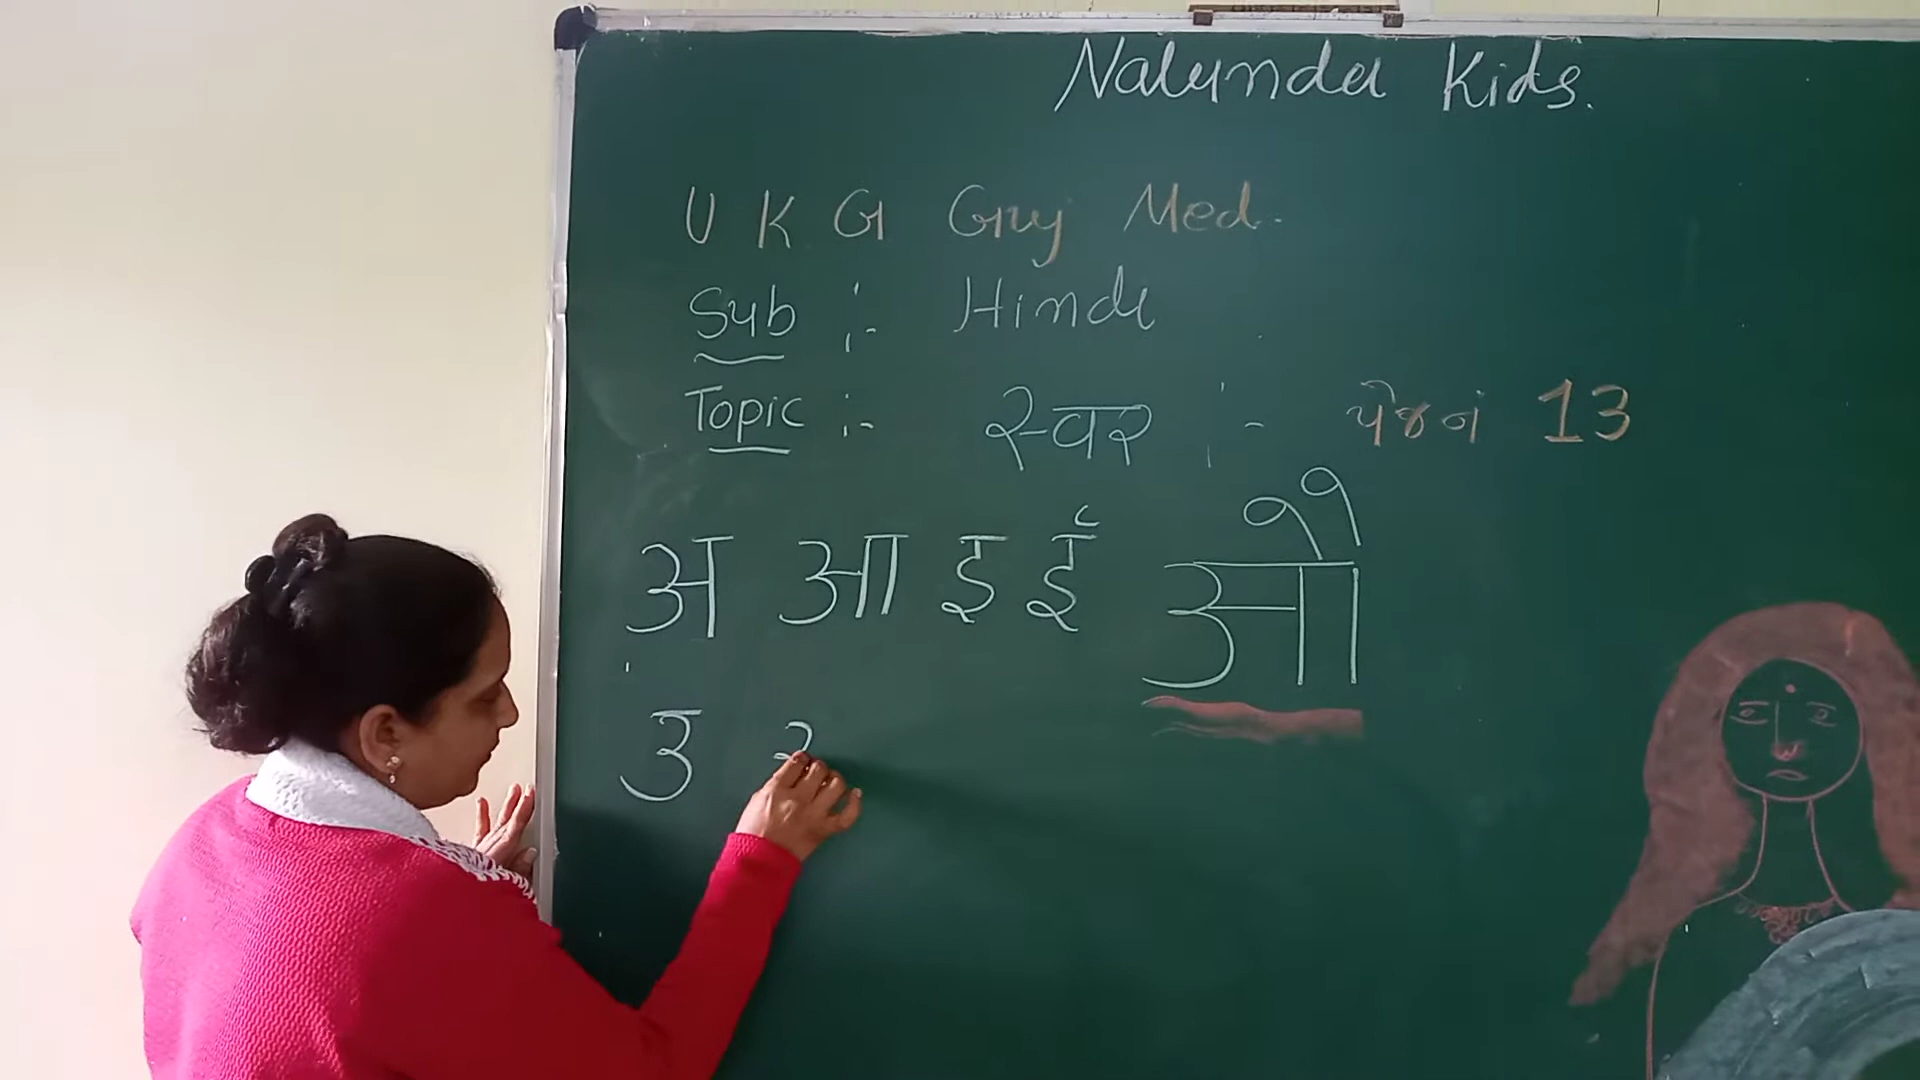 Nalunda Kids.
U K G Guj Med.
Sub :- Hindi
Topic :- स्वर :- પેજ નં 13
अ आ इ ई औ
उ